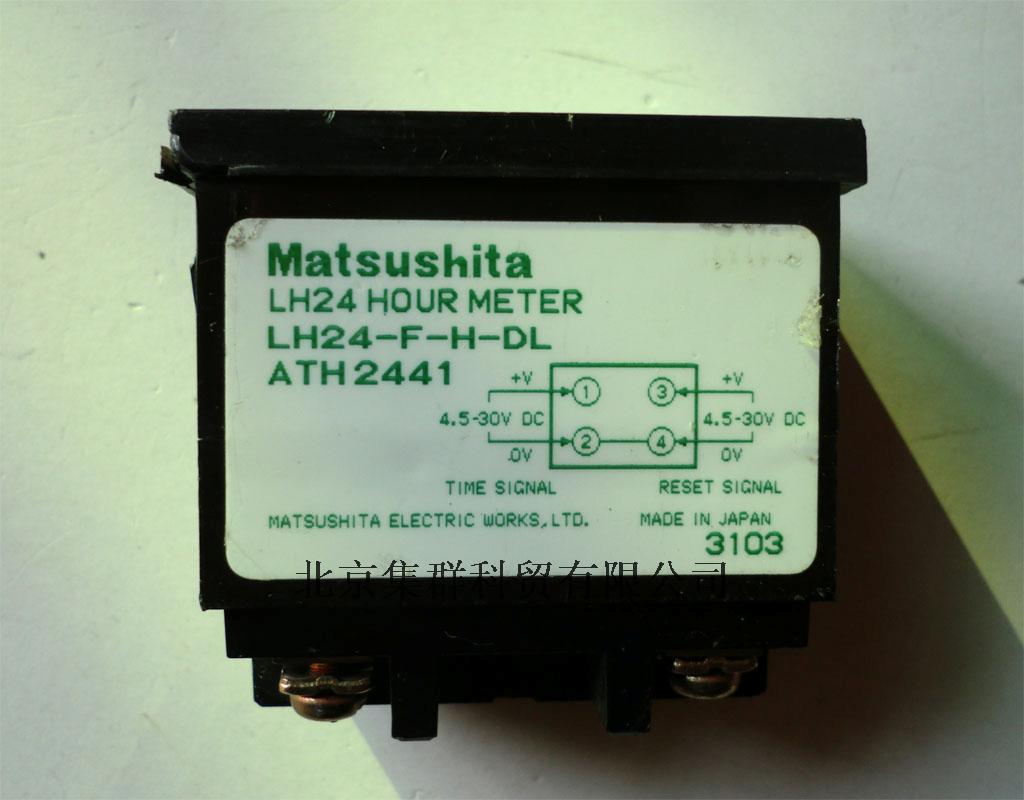 Matsushita
LH24 HOUR METER
LH24-F-H-DL
ATH2441
+V ① ③ +V
4.5-30V DC 4.5-30V DC
0V ② ④ 0V
TIME SIGNAL RESET SIGNAL
MATSUSHITA ELECTRIC WORKS,LTD. MADE IN JAPAN
3103
北京集群科贸有限公司